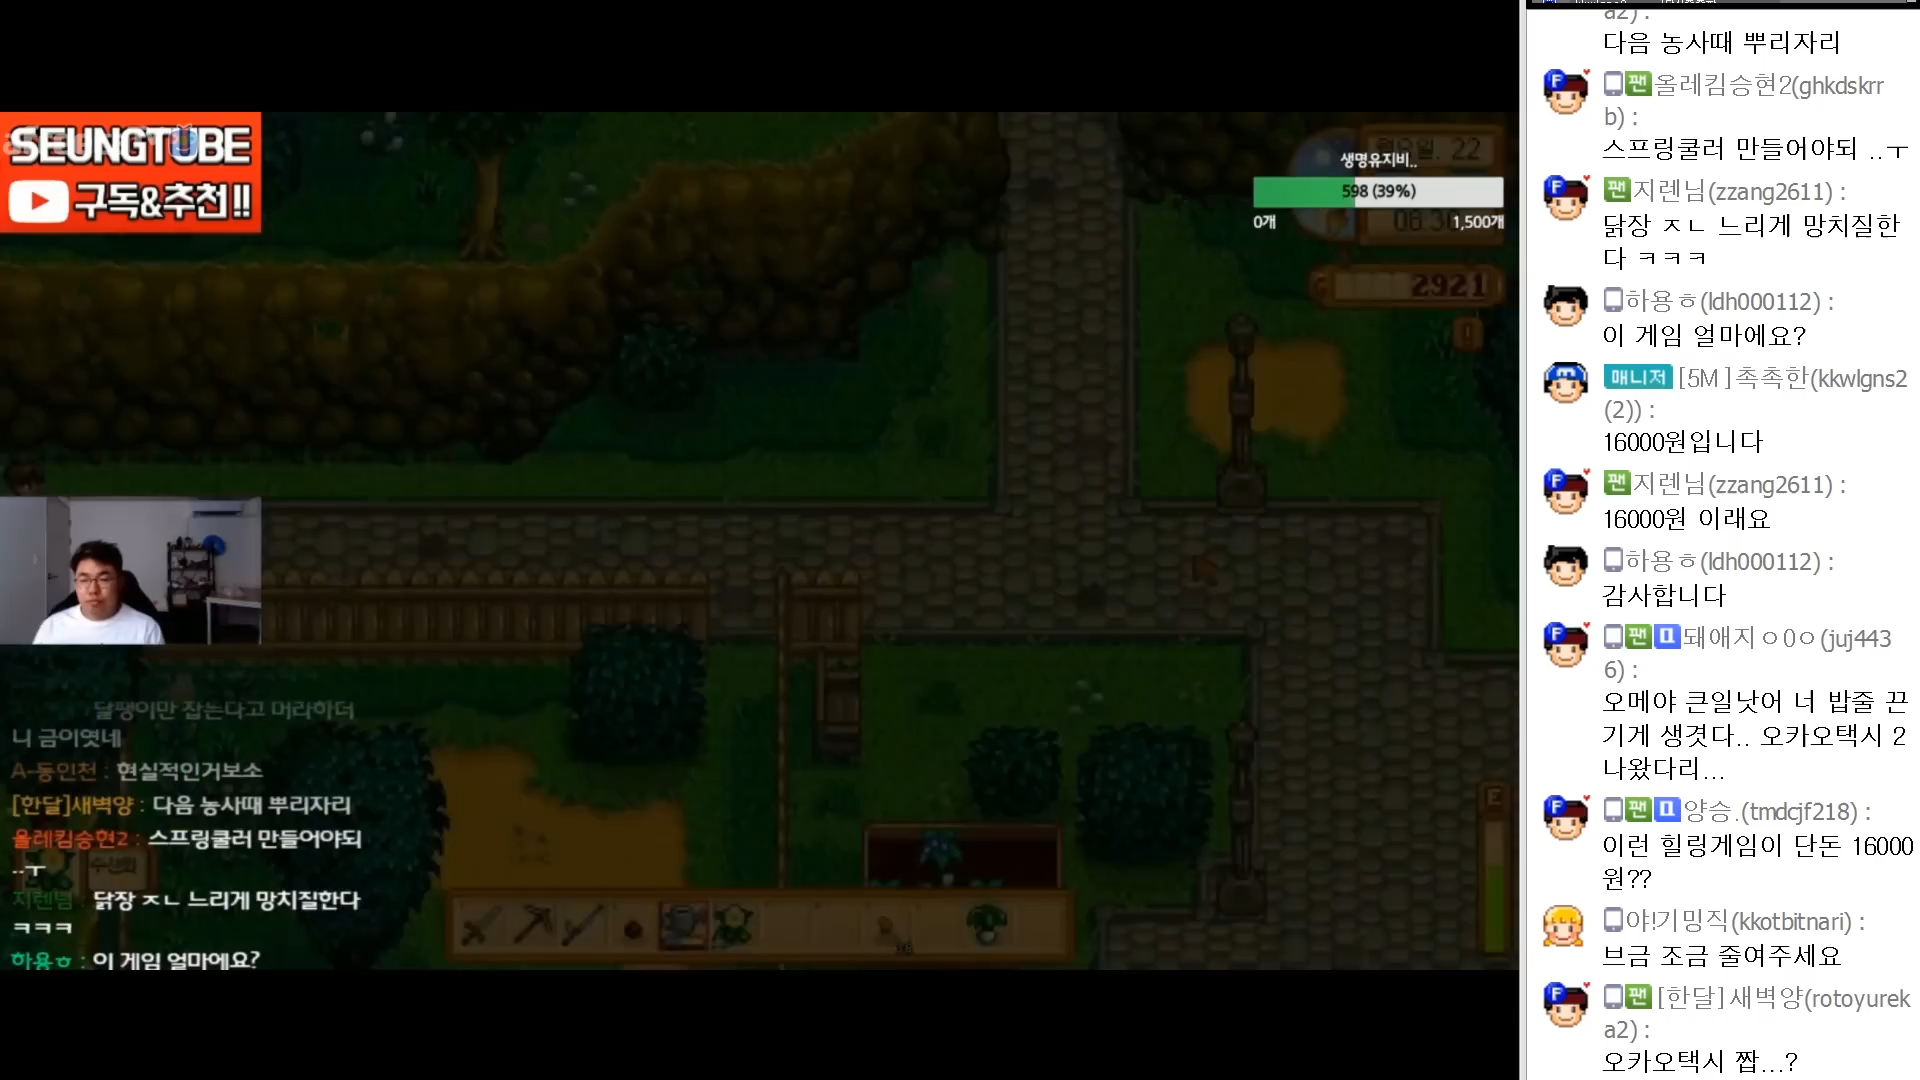 SEUNGTUBE
구독&추천!!
생명유지비..
598 (39%)
0개
1,500개
22
2921
E
달팽이만 잡는다고 머라하더
니 금이엿네
A-동인천 : 현실적인거보소
[한달]새벽양 : 다음 농사때 뿌리자리
올레킴승현2 : 스프링쿨러 만들어야되
..ㅜ
지렌님 : 닭장 ㅈㄴ 느리게 망치질한다
ㅋㅋㅋ
하용ㅎ : 이 게임 얼마에요?
a2) :
다음 농사때 뿌리자리
팬 올레킴승현2(ghkdskrr
b) :
스프링쿨러 만들어야되 ..ㅜ
팬 지렌님(zzang2611) :
닭장 ㅈㄴ 느리게 망치질한
다 ㅋㅋㅋ
하용ㅎ(ldh000112) :
이 게임 얼마에요?
매니저 [5M]촉촉한(kkwlgns2
(2)) :
16000원입니다
팬 지렌님(zzang2611) :
16000원 이래요
하용ㅎ(ldh000112) :
감사합니다
팬 돼애지ㅇ0ㅇ(juj443
6) :
오메야 큰일낫어 너 밥줄 끈
기게 생겻다.. 오카오택시 2
나왔다리...
팬 양승.(tmdcjf218) :
이런 힐링게임이 단돈 16000
원??
야!기밍직(kkotbitnari) :
브금 조금 줄여주세요
팬 [한달]새벽양(rotoyurek
a2) :
오카오택시 짭...?